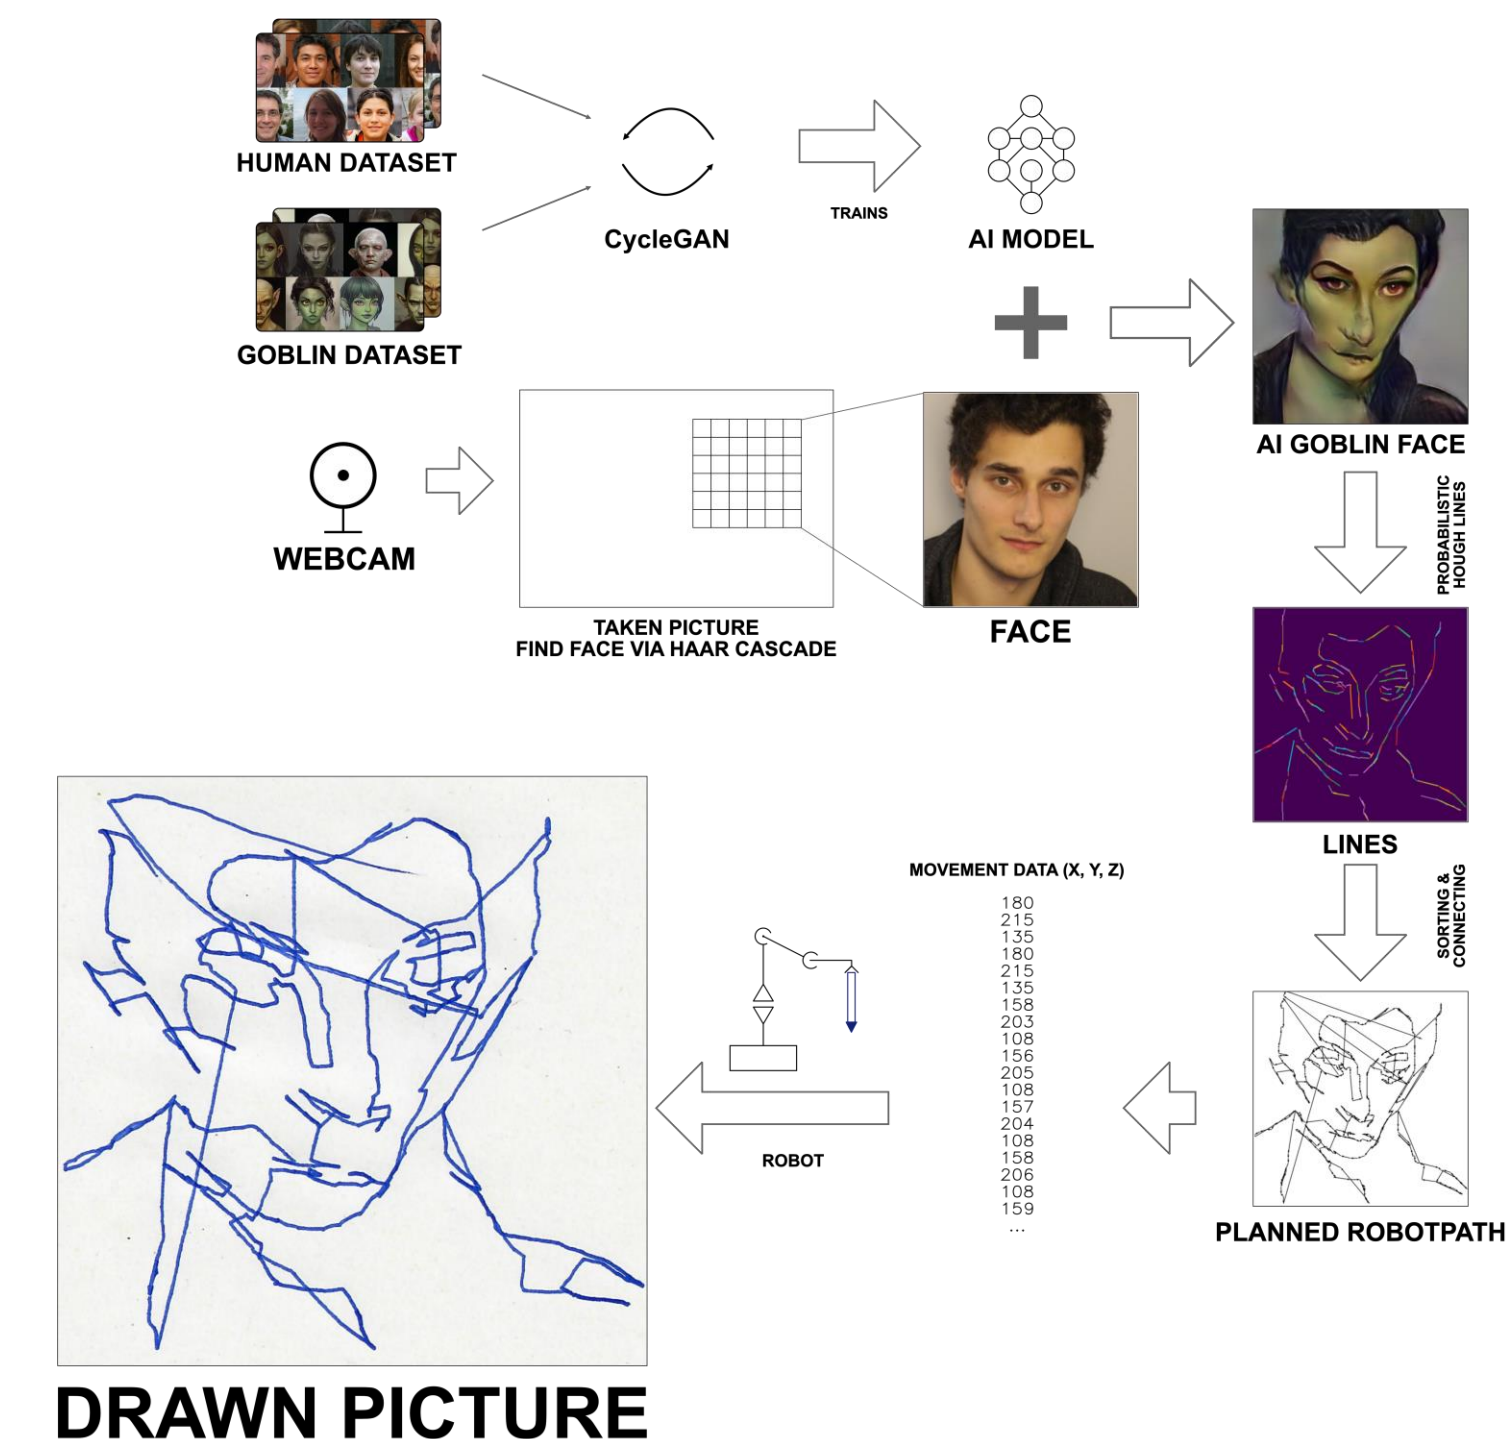 HUMAN DATASET
GOBLIN DATASET
CycleGAN
TRAINS
AI MODEL
WEBCAM
TAKEN PICTURE
FIND FACE VIA HAAR CASCADE
FACE
AI GOBLIN FACE
PROBABILISTIC
HOUGH LINES
LINES
SORTING &
CONNECTING
PLANNED ROBOTPATH
MOVEMENT DATA (X, Y, Z)
180
215
135
180
215
135
158
203
108
156
205
108
157
204
108
158
206
108
159
...
ROBOT
DRAWN PICTURE